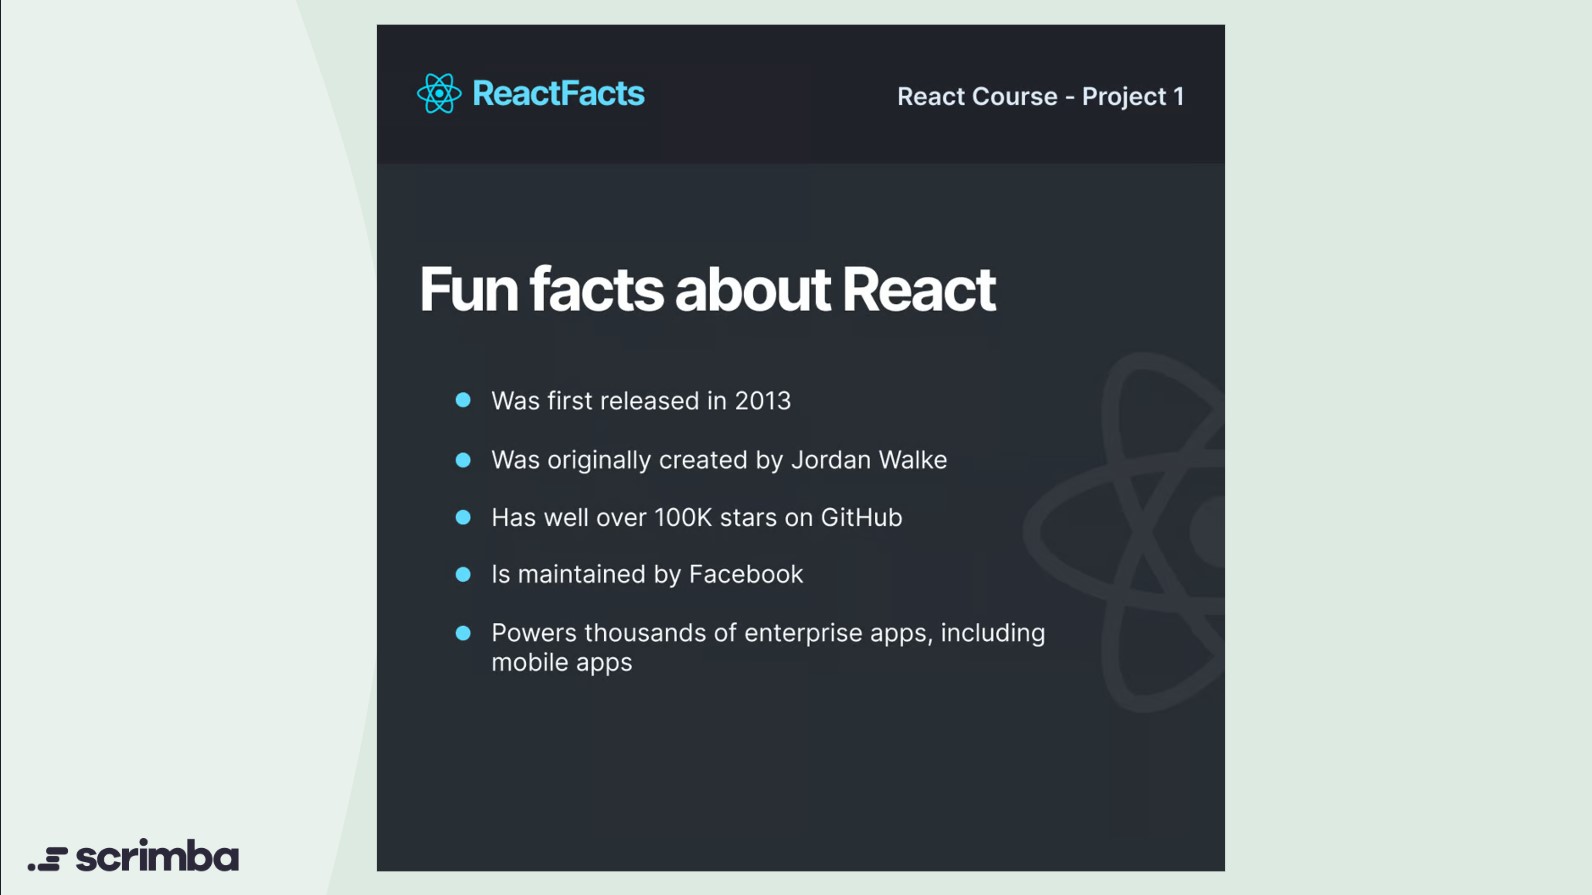 ReactFacts
React Course - Project 1
Fun facts about React
Was first released in 2013
Was originally created by Jordan Walke
Has well over 100K stars on GitHub
Is maintained by Facebook
Powers thousands of enterprise apps, including
mobile apps
scrimba